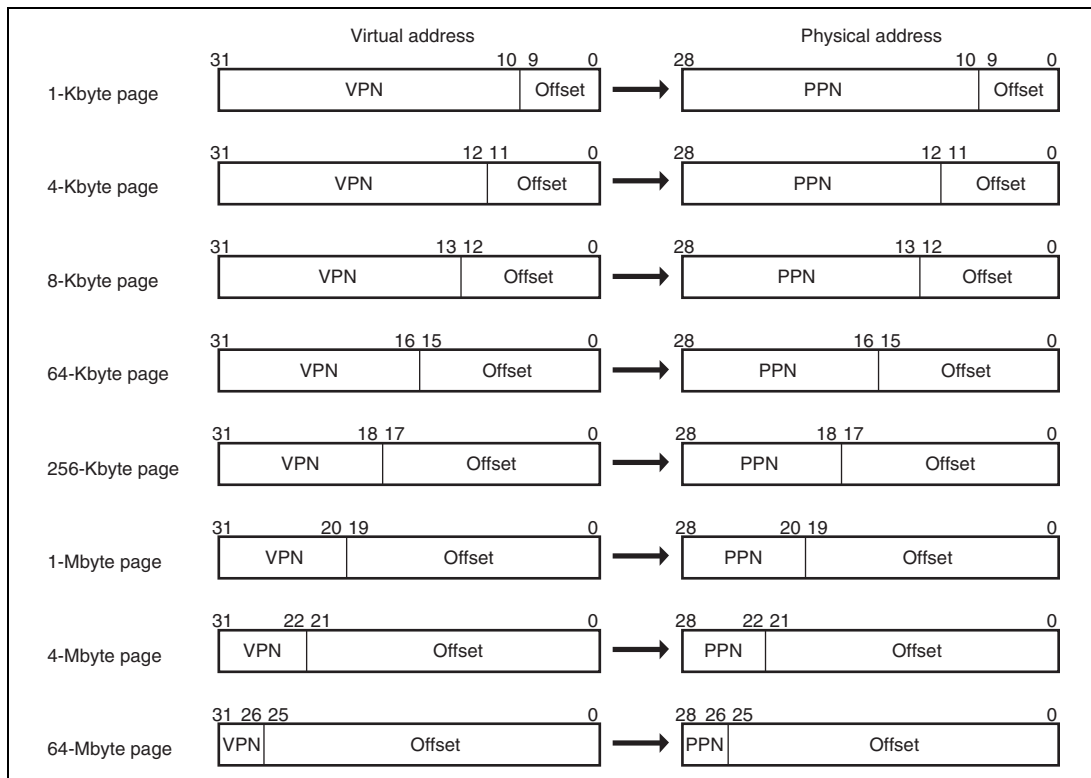 Virtual address Physical address
31 10 9 0 28 10 9 0
1-Kbyte page VPN Offset PPN Offset
31 12 11 0 28 12 11 0
4-Kbyte page VPN Offset PPN Offset
31 13 12 0 28 13 12 0
8-Kbyte page VPN Offset PPN Offset
31 16 15 0 28 16 15 0
64-Kbyte page VPN Offset PPN Offset
31 18 17 0 28 18 17 0
256-Kbyte page VPN Offset PPN Offset
31 20 19 0 28 20 19 0
1-Mbyte page VPN Offset PPN Offset
31 22 21 0 28 22 21 0
4-Mbyte page VPN Offset PPN Offset
31 26 25 0 28 26 25 0
64-Mbyte page VPN Offset PPN Offset